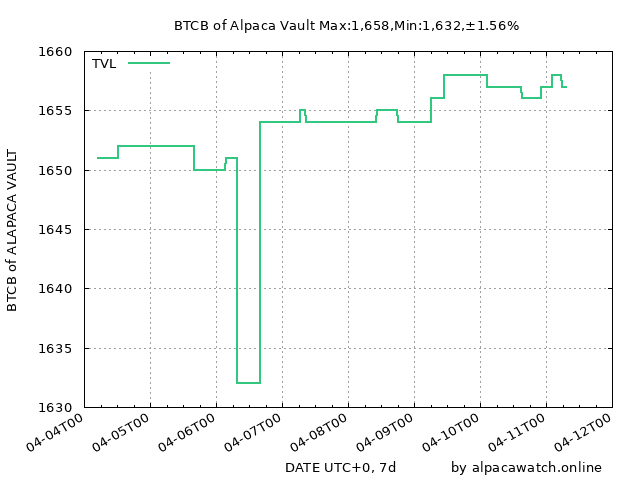 BTCB of Alpaca Vault Max:1,658,Min:1,632,±1.56%
TVL
BTCB of ALAPACA VAULT
1660
1655
1650
1645
1640
1635
1630
04-04T00
04-05T00
04-06T00
04-07T00
04-08T00
04-09T00
04-10T00
04-11T00
04-12T00
DATE UTC+0, 7d
by alpacawatch.online